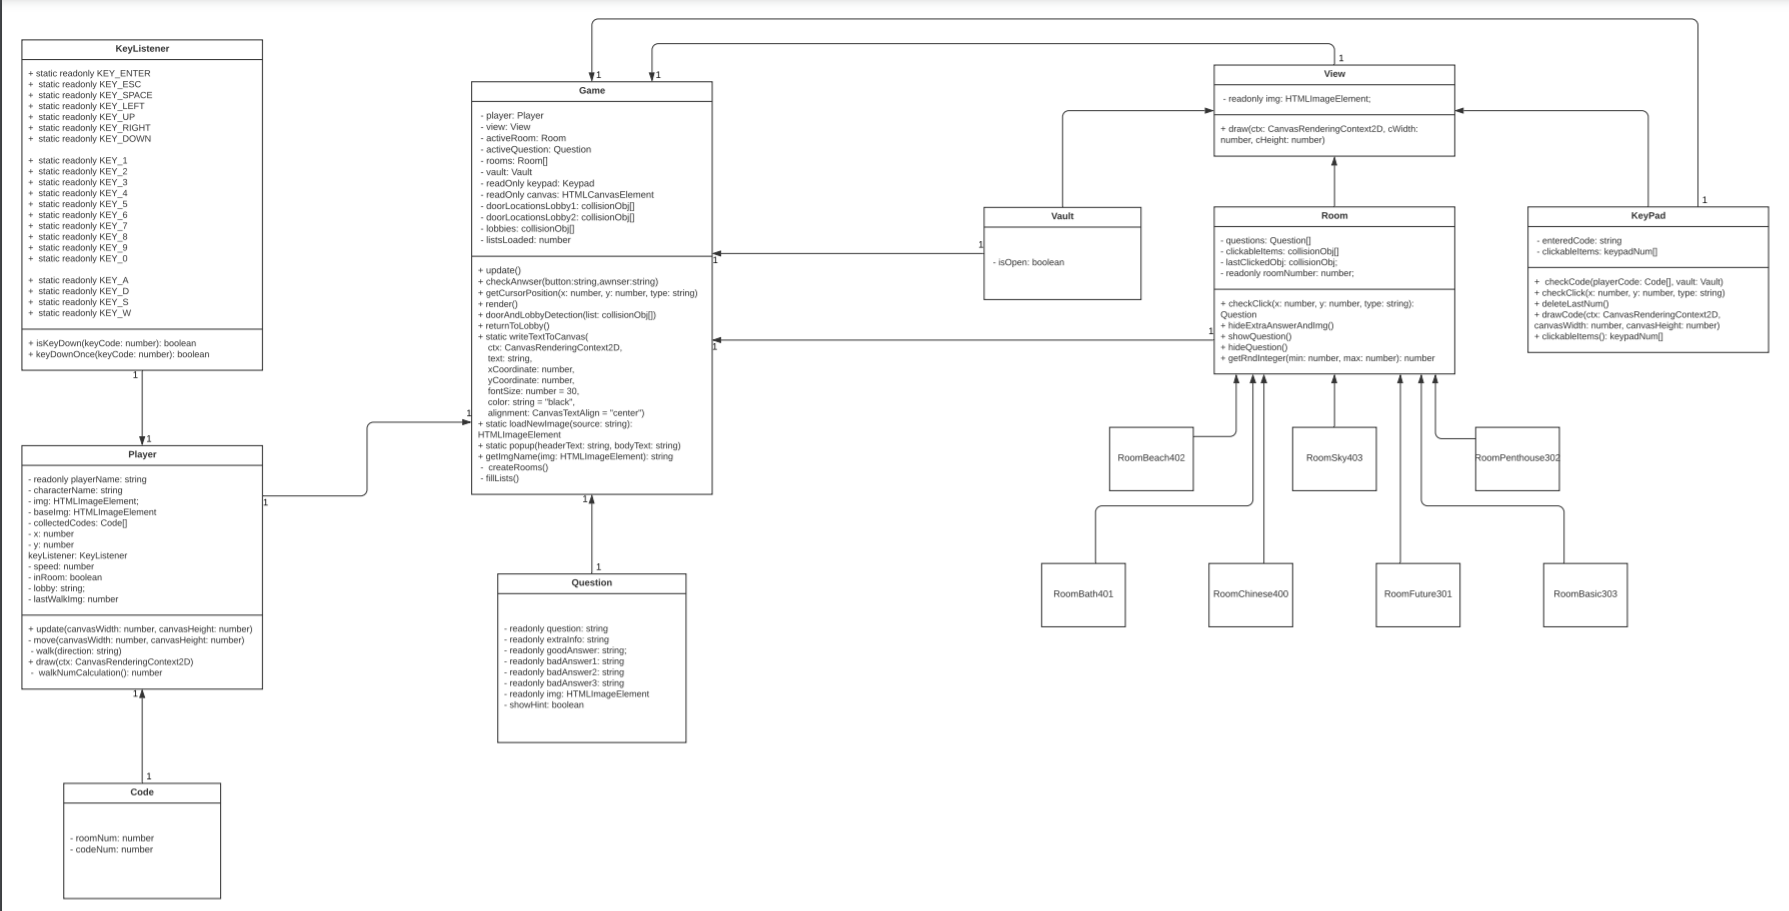 KeyListener
+ static readonly KEY_ENTER
+ static readonly KEY_ESC
+ static readonly KEY_SPACE
+ static readonly KEY_LEFT
+ static readonly KEY_UP
+ static readonly KEY_RIGHT
+ static readonly KEY_DOWN
+ static readonly KEY_1
+ static readonly KEY_2
+ static readonly KEY_3
+ static readonly KEY_4
+ static readonly KEY_5
+ static readonly KEY_6
+ static readonly KEY_7
+ static readonly KEY_8
+ static readonly KEY_9
+ static readonly KEY_0
+ static readonly KEY_A
+ static readonly KEY_D
+ static readonly KEY_S
+ static readonly KEY_W
+ isKeyDown(keyCode: number): boolean
+ keyDownOnce(keyCode: number): boolean
1
1
Player
- readonly playerName: string
- characterName: string
- img: HTMLImageElement;
- baseImg: HTMLImageElement
- collectedCodes: Code[]
- x: number
- y: number
keyListener: KeyListener
- speed: number
- inRoom: boolean
- lobby: string;
- lastWalkImg: number
+ update(canvasWidth: number, canvasHeight: number)
- move(canvasWidth: number, canvasHeight: number)
- walk(direction: string)
+ draw(ctx: CanvasRenderingContext2D)
- walkNumCalculation(): number
1
1
1
1
Code
- roomNum: number
- codeNum: number
1
1
Game
- player: Player
- view: View
- activeRoom: Room
- activeQuestion: Question
- rooms: Room[]
- vault: Vault
- readOnly keypad: Keypad
- readOnly canvas: HTMLCanvasElement
- doorLocationsLobby1: collisionObj[]
- doorLocationsLobby2: collisionObj[]
- lobbies: collisionObj[]
- listsLoaded: number
+ update()
+ checkAnwser(button:string,awnser:string)
+ getCursorPosition(x: number, y: number, type: string)
+ render()
+ doorAndLobbyDetection(list: collisionObj[])
+ returnToLobby()
+ static writeTextToCanvas(
ctx: CanvasRenderingContext2D,
text: string,
xCoordinate: number,
yCoordinate: number,
fontSize: number = 30,
color: string = "black",
alignment: CanvasTextAlign = "center")
+ static loadNewImage(source: string):
HTMLImageElement
+ static popup(headerText: string, bodyText: string)
+ getImgName(img: HTMLImageElement): string
- createRooms()
- fillLists()
1
1
1
1
Question
- readonly question: string
- readonly extraInfo: string
- readonly goodAnswer: string;
- readonly badAnswer1: string
- readonly badAnswer2: string
- readonly badAnswer3: string
- readonly img: HTMLImageElement
- showHint: boolean
1
View
- readonly img: HTMLImageElement;
+ draw(ctx: CanvasRenderingContext2D, cWidth:
number, cHeight: number)
Vault
- isOpen: boolean
1
1
Room
- questions: Question[]
- clickableItems: collisionObj[]
- lastClickedObj: collisionObj;
- readonly roomNumber: number;
+ checkClick(x: number, y: number, type: string):
Question
+ hideExtraAnswerAndImg()
+ showQuestion()
+ hideQuestion()
+ getRndInteger(min: number, max: number): number
1
KeyPad
- enteredCode: string
- clickableItems: keypadNum[]
+ checkCode(playerCode: Code[], vault: Vault)
+ checkClick(x: number, y: number, type: string)
+ deleteLastNum()
+ drawCode(ctx: CanvasRenderingContext2D,
canvasWidth: number, canvasHeight: number)
+ clickableItems(): keypadNum[]
1
RoomBeach402
RoomSky403
RoomPenthouse302
RoomBath401
RoomChinese400
RoomFuture301
RoomBasic303